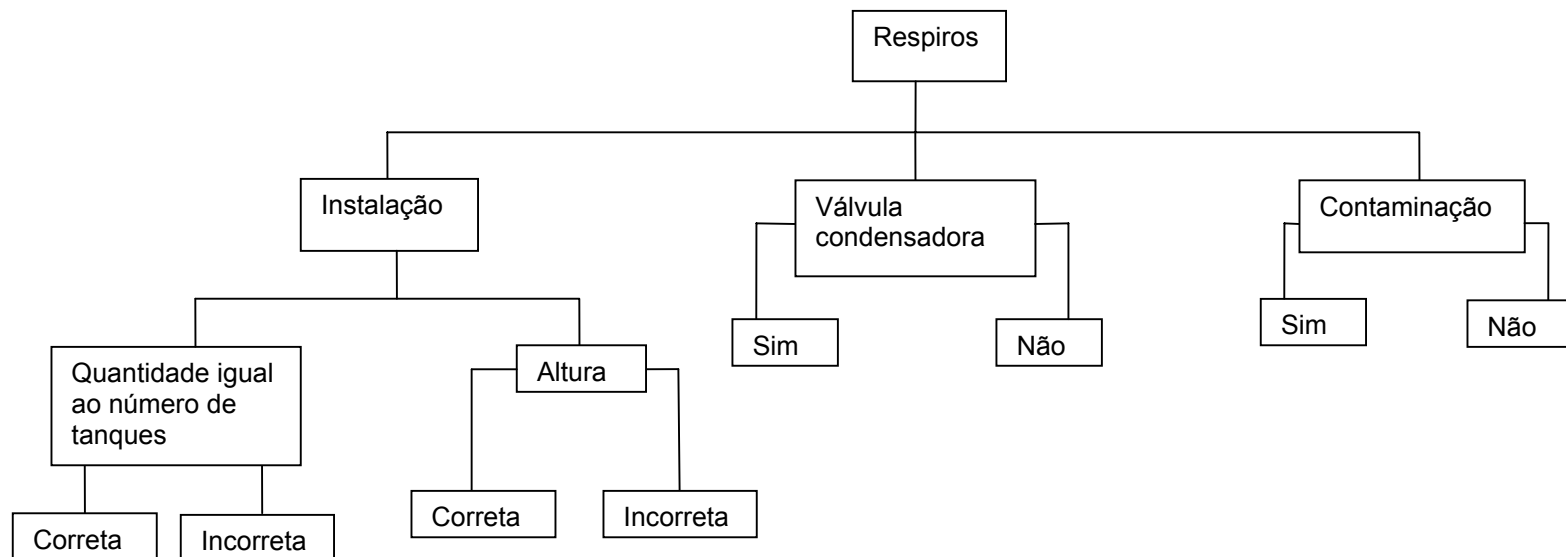 Respiros
Instalação
Válvula
condensadora
Contaminação
Sim
Não
Sim
Não
Quantidade igual
ao número de
tanques
Altura
Correta
Incorreta
Correta
Incorreta